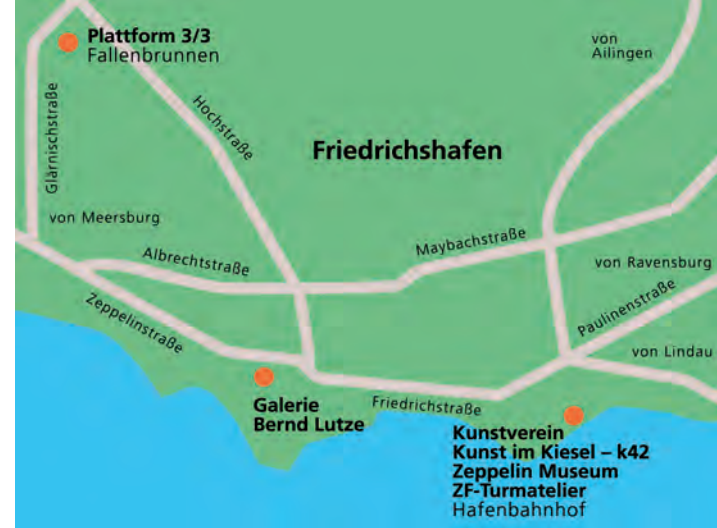 Plattform 3/3
Fallenbrunnen
von
Ailingen
Glärnischstraße
Hochstraße
Friedrichshafen
von Meersburg
Albrechtstraße
Maybachstraße
von Ravensburg
Zeppelinstraße
Paulinenstraße
von Lindau
Galerie
Bernd Lutze
Friedrichstraße
Kunstverein
Kunst im Kiesel – k42
Zeppelin Museum
ZF-Turmatelier
Hafenbahnhof